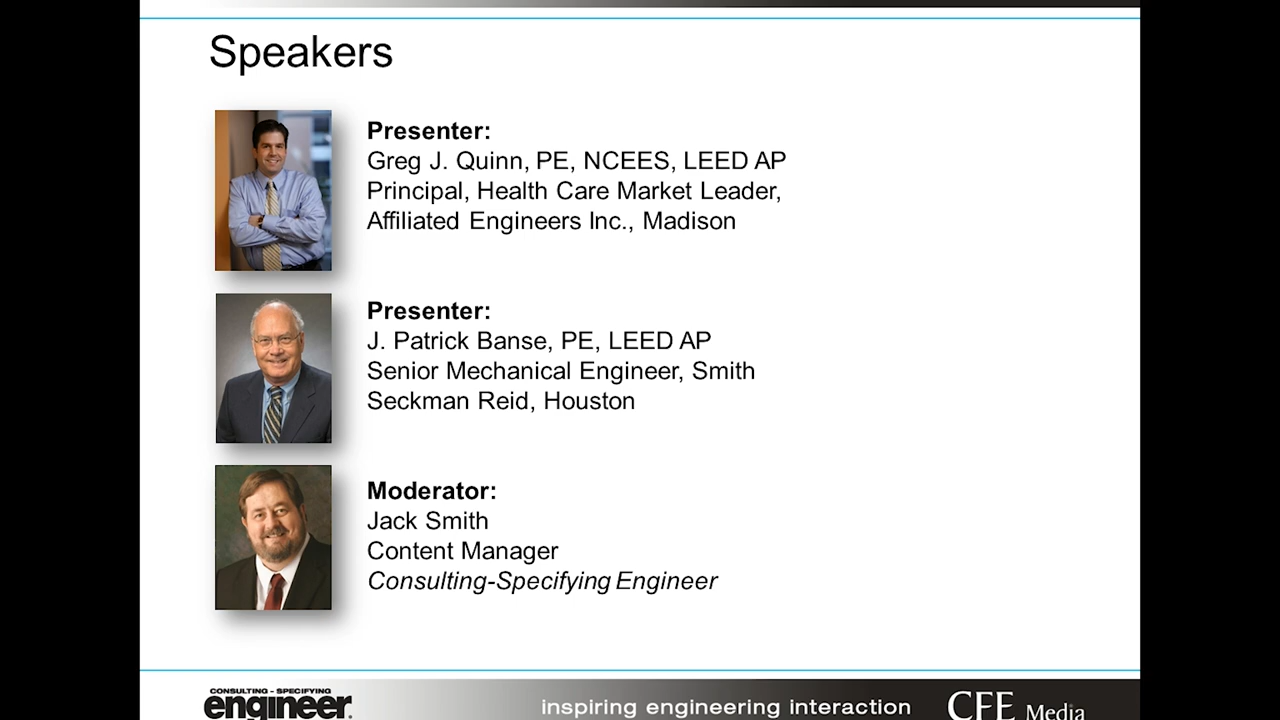 Speakers
Presenter:
Greg J. Quinn, PE, NCEES, LEED AP
Principal, Health Care Market Leader,
Affiliated Engineers Inc., Madison
Presenter:
J. Patrick Banse, PE, LEED AP
Senior Mechanical Engineer, Smith
Seckman Reid, Houston
Moderator:
Jack Smith
Content Manager
Consulting-Specifying Engineer
CONSULTING-SPECIFYING
engineer
inspiring engineering interaction
CFE Media